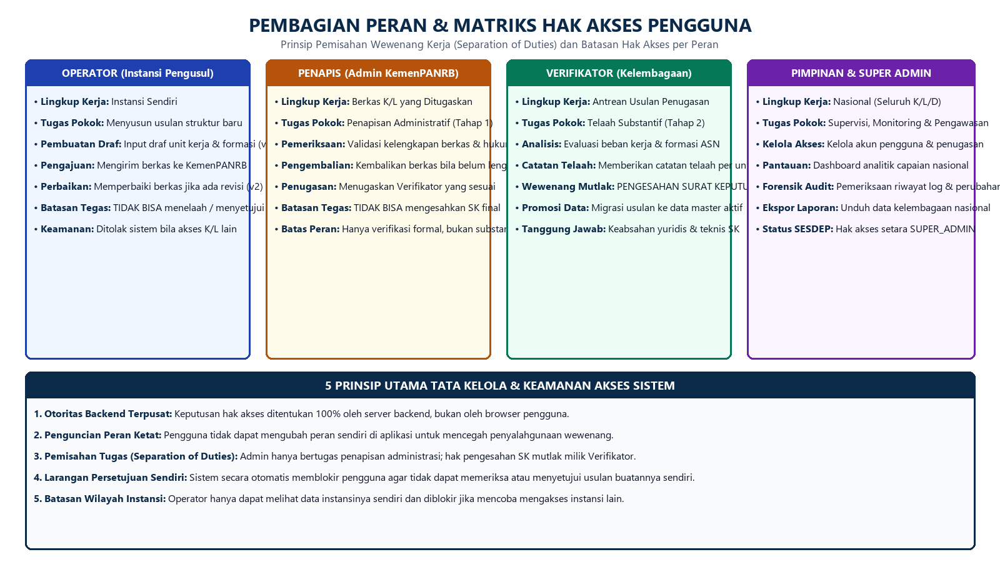 PEMBAGIAN PERAN & MATRIKS HAK AKSES PENGGUNA
Prinsip Pemisahan Wewenang Kerja (Separation of Duties) dan Batasan Hak Akses per Peran
OPERATOR (Instansi Pengusul)
• Lingkup Kerja: Instansi Sendiri
• Tugas Pokok: Menyusun usulan struktur baru
• Pembuatan Draf: Input draf unit kerja & formasi (v
• Pengajuan: Mengirim berkas ke KemenPANRB
• Perbaikan: Memperbaiki berkas jika ada revisi (v2)
• Batasan Tegas: TIDAK BISA menelaah / menyetujui
• Keamanan: Ditolak sistem bila akses K/L lain
PENAPIS (Admin KemenPANRB)
• Lingkup Kerja: Berkas K/L yang Ditugaskan
• Tugas Pokok: Penapisan Administratif (Tahap 1)
• Pemeriksaan: Validasi kelengkapan berkas & huku
• Pengembalian: Kembalikan berkas bila belum leng
• Penugasan: Menugaskan Verifikator yang sesuai
• Batasan Tegas: TIDAK BISA mengesahkan SK final
• Batas Peran: Hanya verifikasi formal, bukan substan
VERIFIKATOR (Kelembagaan)
• Lingkup Kerja: Antrean Usulan Penugasan
• Tugas Pokok: Telaah Substantif (Tahap 2)
• Analisis: Evaluasi beban kerja & formasi ASN
• Catatan Telaah: Memberikan catatan telaah per un
• Wewenang Mutlak: PENGESAHAN SURAT KEPUTU
• Promosi Data: Migrasi usulan ke data master aktif
• Tanggung Jawab: Keabsahan yuridis & teknis SK
PIMPINAN & SUPER ADMIN
• Lingkup Kerja: Nasional (Seluruh K/L/D)
• Tugas Pokok: Supervisi, Monitoring & Pengawasan
• Kelola Akses: Kelola akun pengguna & penugasan
• Pantauan: Dashboard analitik capaian nasional
• Forensik Audit: Pemeriksaan riwayat log & perubahan
• Ekspor Laporan: Unduh data kelembagaan nasional
• Status SESDEP: Hak akses setara SUPER_ADMIN
5 PRINSIP UTAMA TATA KELOLA & KEAMANAN AKSES SISTEM
1. Otoritas Backend Terpusat: Keputusan hak akses ditentukan 100% oleh server backend, bukan oleh browser pengguna.
2. Penguncian Peran Ketat: Pengguna tidak dapat mengubah peran sendiri di aplikasi untuk mencegah penyalahgunaan wewenang.
3. Pemisahan Tugas (Separation of Duties): Admin hanya bertugas penapisan administrasi; hak pengesahan SK mutlak milik Verifikator.
4. Larangan Persetujuan Sendiri: Sistem secara otomatis memblokir pengguna agar tidak dapat memeriksa atau menyetujui usulan buatannya sendiri.
5. Batasan Wilayah Instansi: Operator hanya dapat melihat data instansinya sendiri dan diblokir jika mencoba mengakses instansi lain.